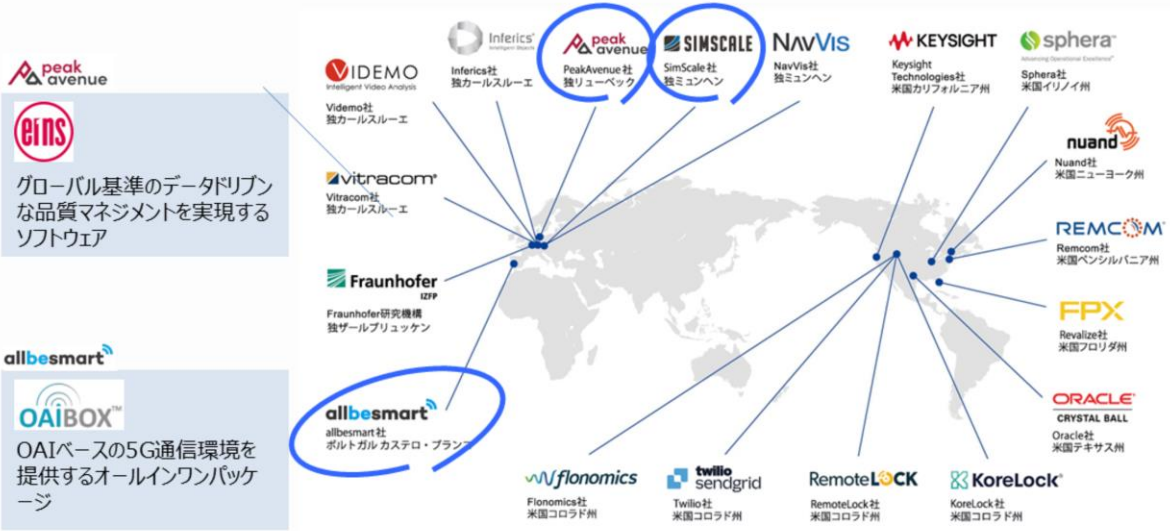 peak
avenue
eins
グローバル基準のデータドリブン
な品質マネジメントを実現する
ソフトウェア
allbesmart
OAIBOX™
OAIベースの5G通信環境を
提供するオールインワンパッケ
ージ
VIDEMO
Intelligent Video Analysis
Videmo社
独カールスルーエ
Inferics®
Intelligent Objects
Inferics社
独カールスルーエ
peak
avenue
PeakAvenue社
独リューベック
SIMSCALE
SimScale社
独ミュンヘン
NAVVIS
NavVis社
独ミュンヘン
KEYSIGHT
Keysight
Technologies社
米国カリフォルニア州
sphera™
Advancing Operational Excellence™
Sphera社
米国イリノイ州
nuand
Nuand社
米国ニューヨーク州
vitracom®
Vitracom社
独カールスルーエ
REMCOM®
Remcom社
米国ペンシルバニア州
Fraunhofer
IZFP
Fraunhofer研究機構
独ザールブリュッケン
FPX
Revalize社
米国フロリダ州
allbesmart
allbesmart社
ポルトガル カステロ・ブランコ
ORACLE®
CRYSTAL BALL
Oracle社
米国テキサス州
flonomics
Flonomics社
米国コロラド州
twilio
sendgrid
Twilio社
米国コロラド州
RemoteLOCK
RemoteLock社
米国コロラド州
KoreLock®
KoreLock社
米国コロラド州